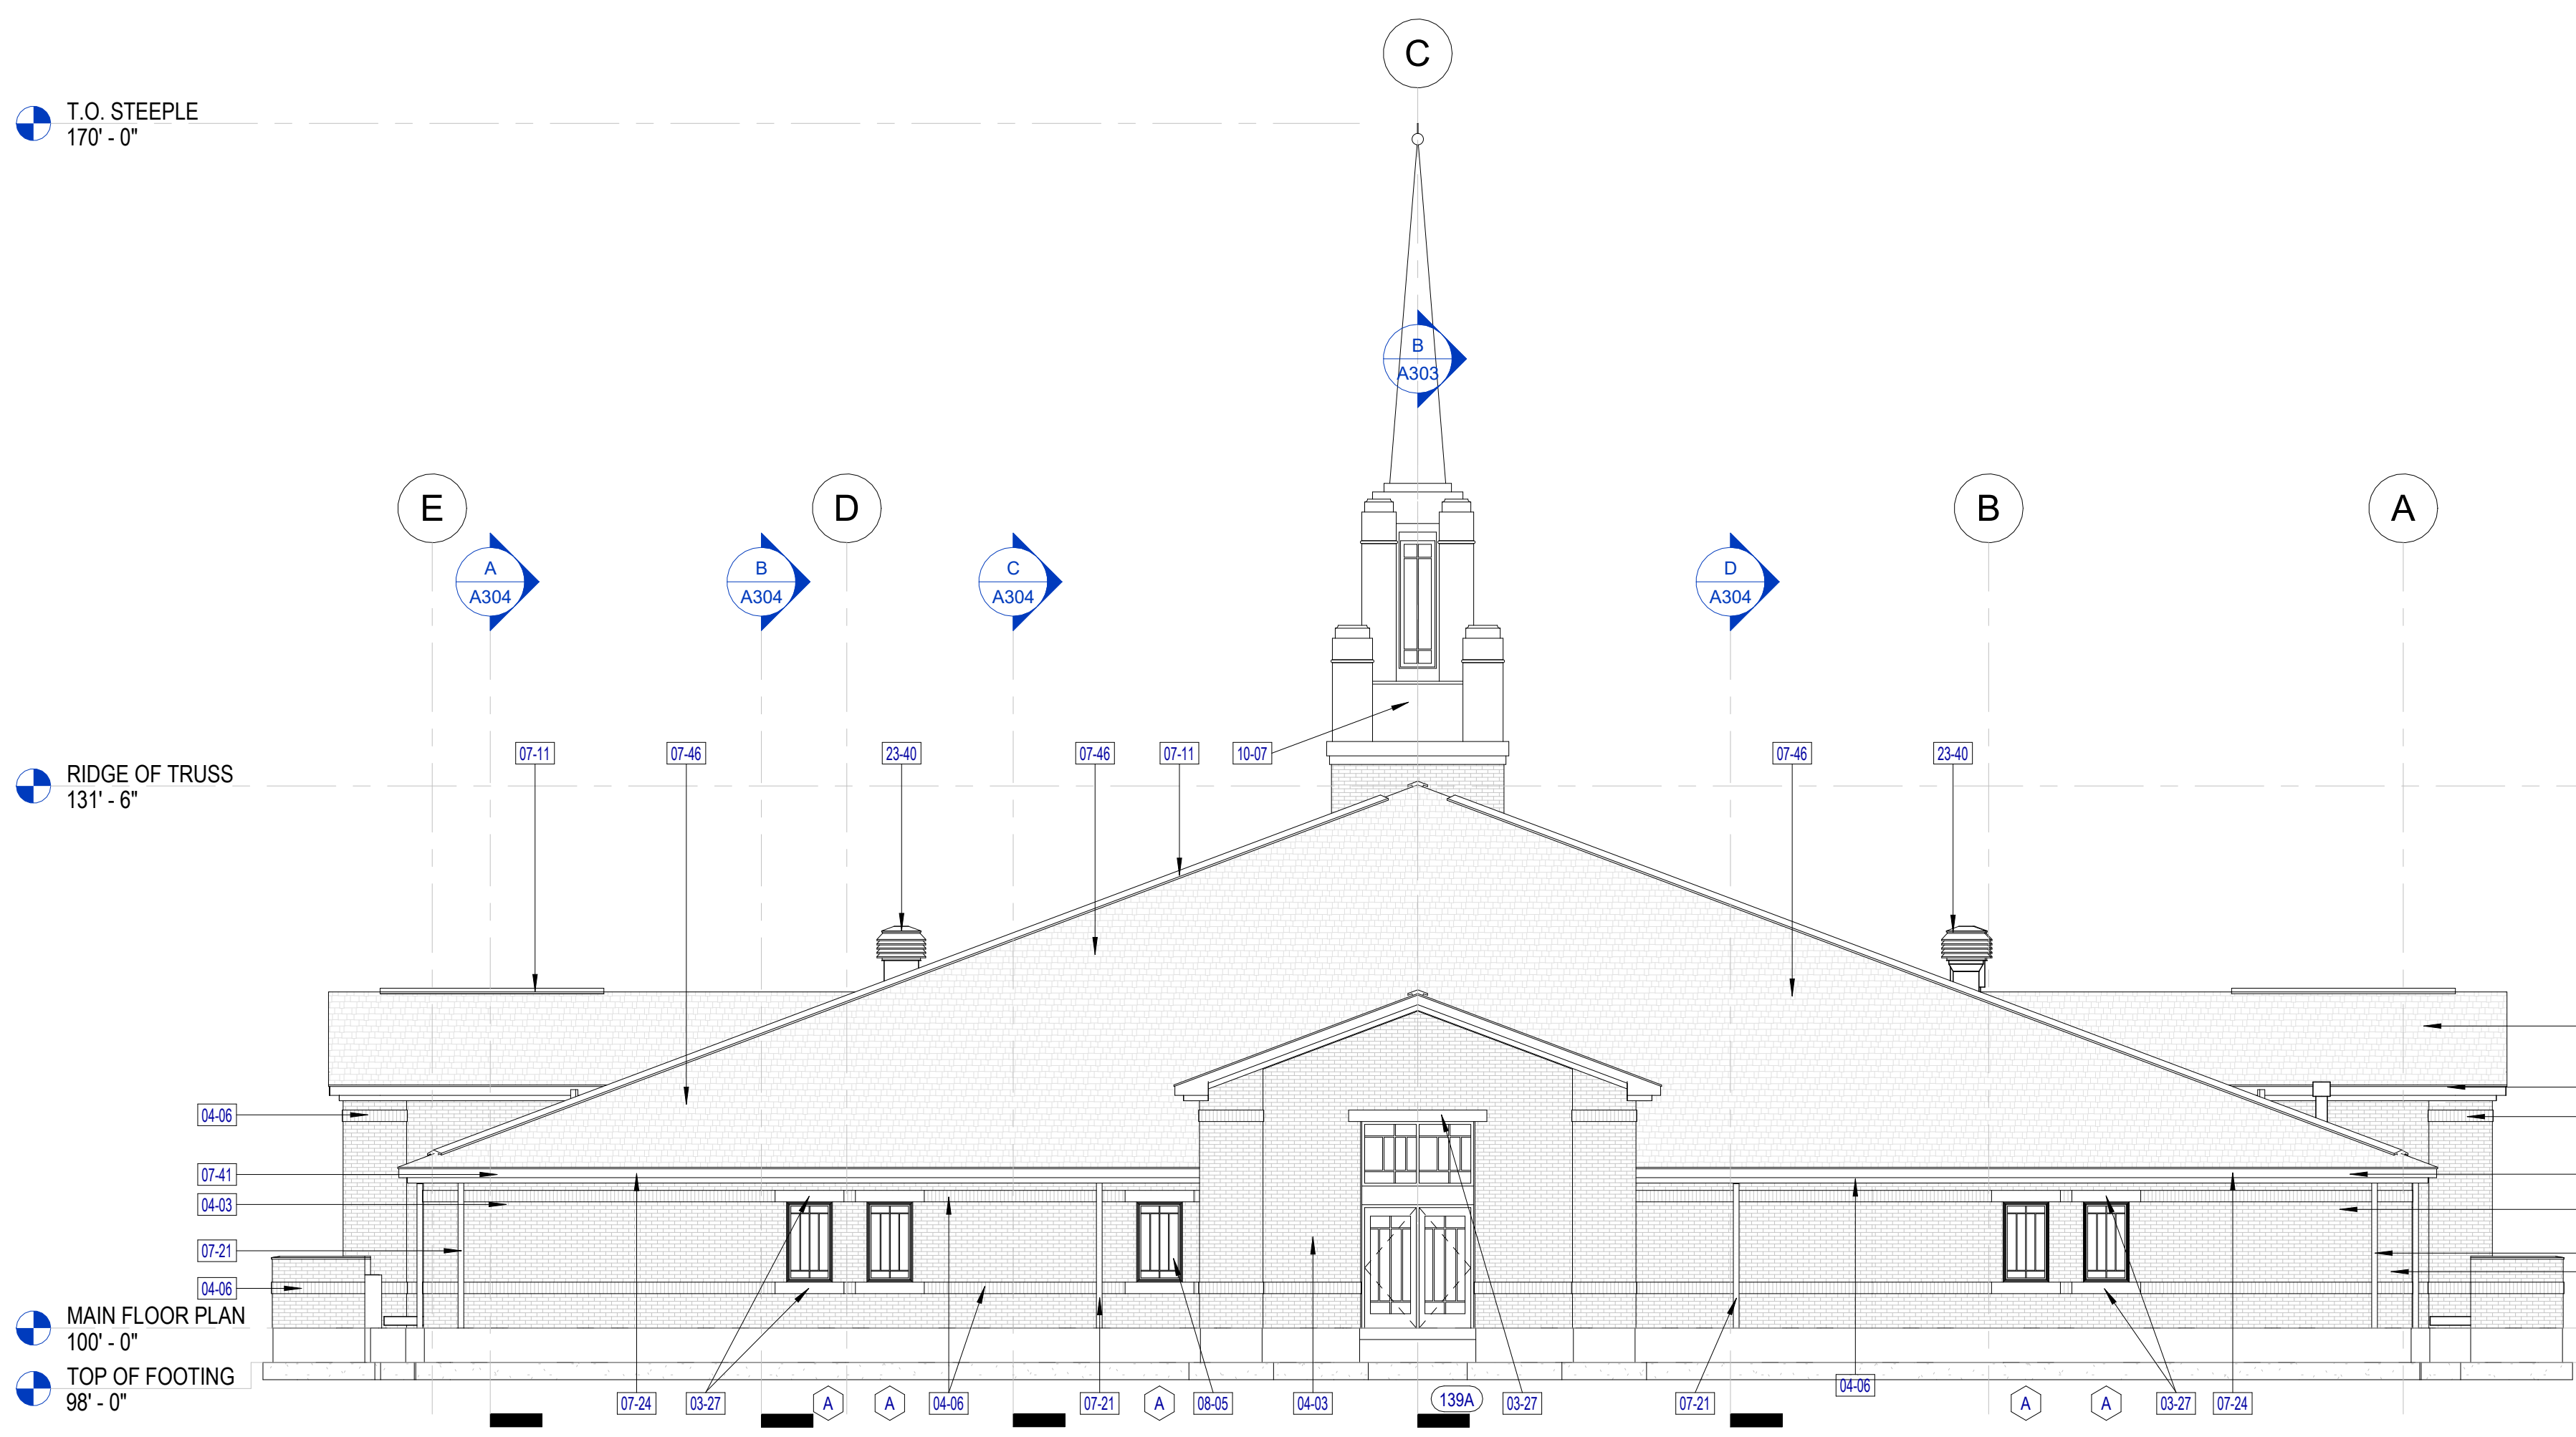 C
T.O. STEEPLE
170' - 0"
B
A303
E
D
B
A
A
A304
B
A304
C
A304
D
A304
07-11
07-46
23-40
07-46
07-11
10-07
07-46
23-40
RIDGE OF TRUSS
131' - 6"
04-06
07-41
04-03
07-21
04-06
MAIN FLOOR PLAN
100' - 0"
TOP OF FOOTING
98' - 0"
07-24
03-27
A
A
04-06
07-21
A
08-05
04-03
139A
03-27
07-21
04-06
A
A
03-27
07-24